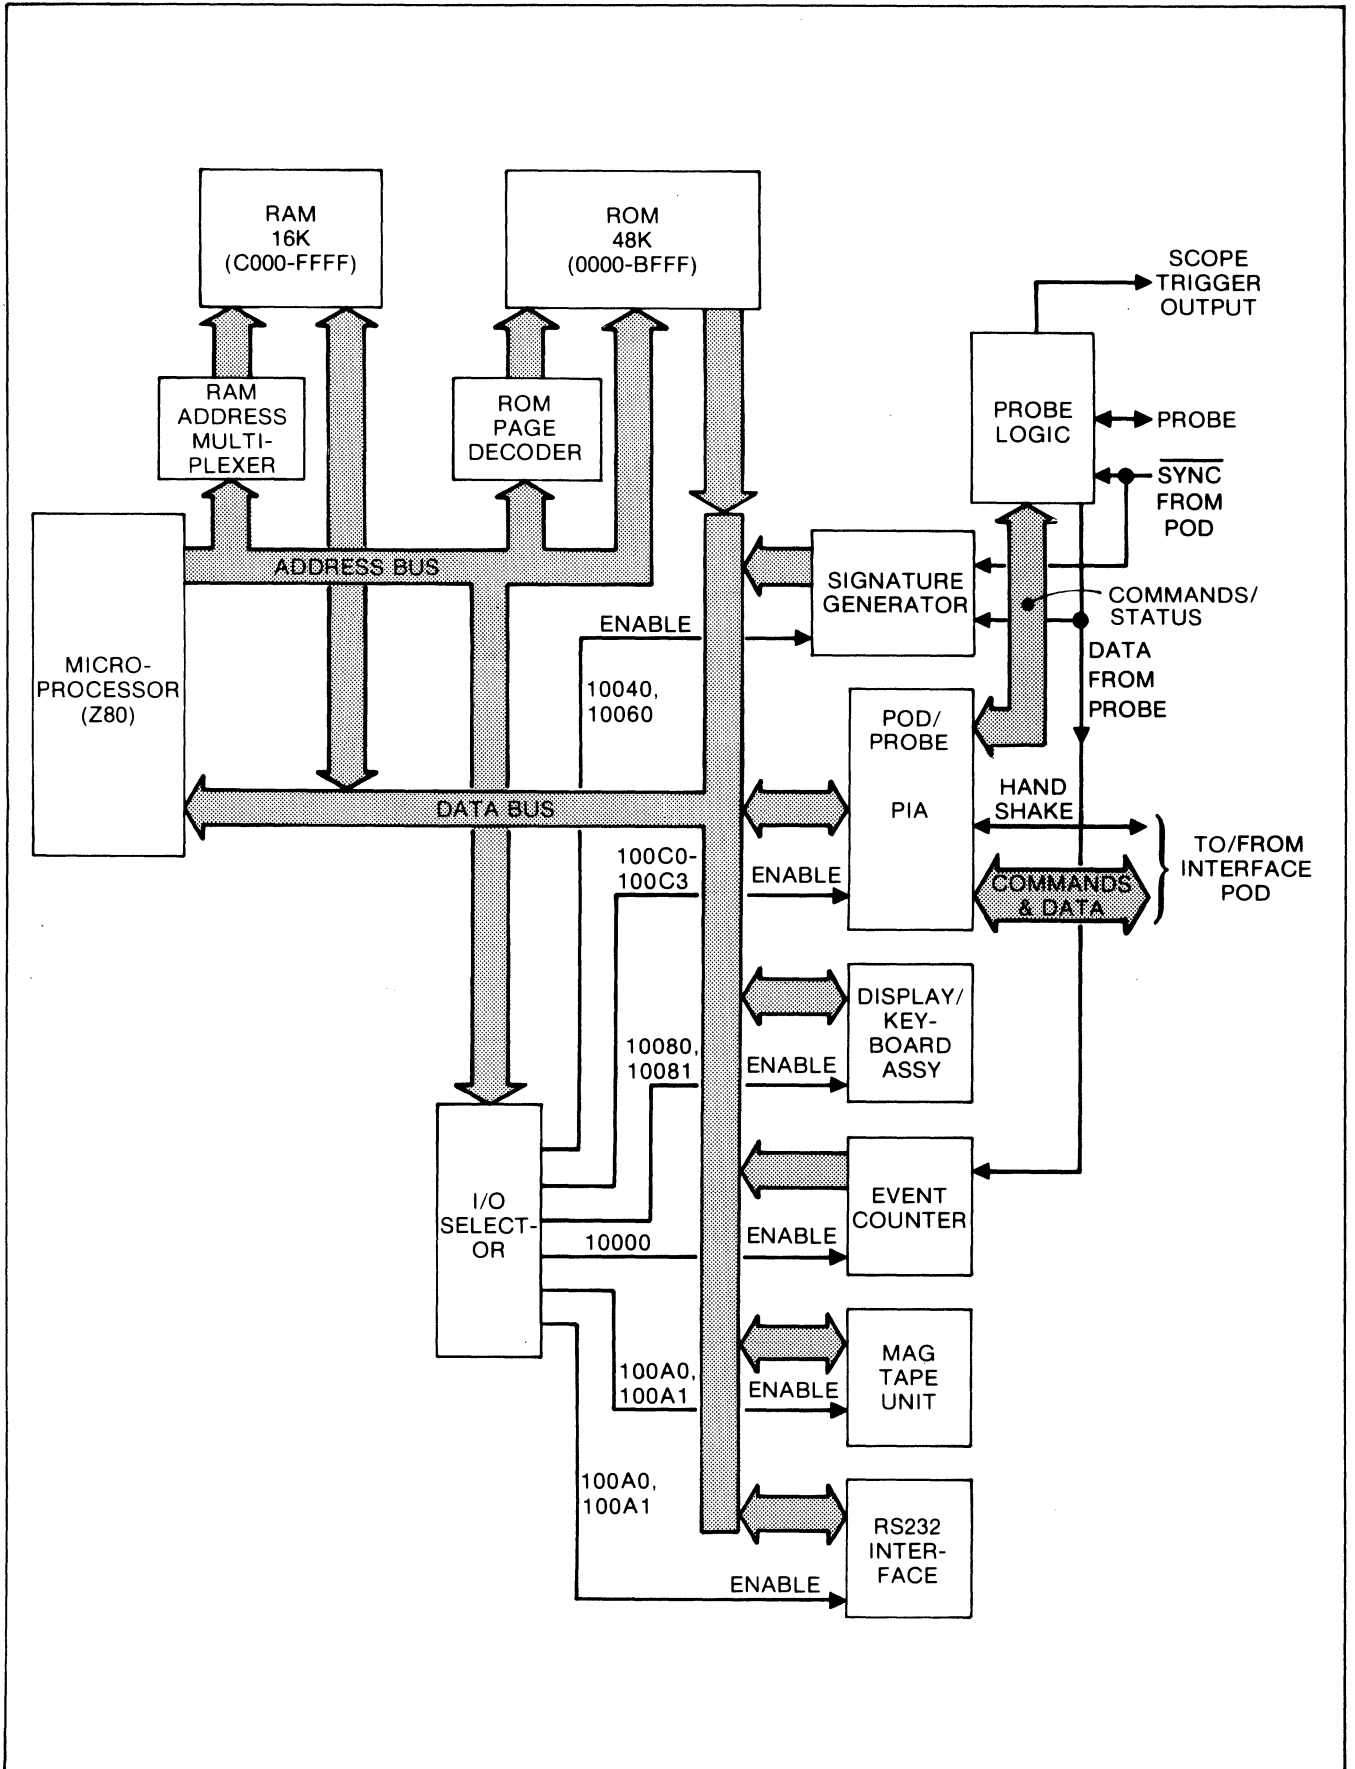 RAM
16K
(C000-FFFF)
ROM
48K
(0000-BFFF)
SCOPE
TRIGGER
OUTPUT
RAM
ADDRESS
MULTI-
PLEXER
ROM
PAGE
DECODER
PROBE
LOGIC
PROBE
SYNC
FROM
POD
MICRO-
PROCESSOR
(Z80)
ADDRESS BUS
SIGNATURE
GENERATOR
COMMANDS/
STATUS
ENABLE
10040,
10060
DATA
FROM
PROBE
POD/
PROBE
PIA
HAND
SHAKE
DATA BUS
TO/FROM
INTERFACE
POD
100C0-
100C3
ENABLE
COMMANDS
& DATA
DISPLAY/
KEY-
BOARD
ASSY
10080,
10081
ENABLE
I/O
SELECT-
OR
EVENT
COUNTER
10000
ENABLE
MAG
TAPE
UNIT
100A0,
100A1
ENABLE
100A0,
100A1
RS232
INTER-
FACE
ENABLE